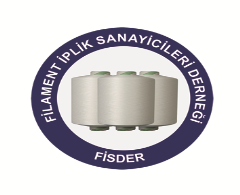 FİLAMENT İPLİK SANAYİCİLERİ DERNEĞİ
FİSDER